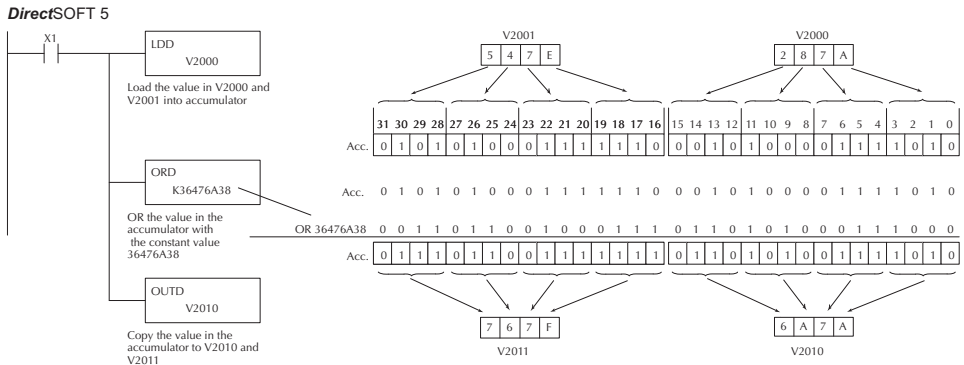 DirectSOFT 5
X1
LDD
V2000
Load the value in V2000 and
V2001 into accumulator
ORD
K36476A38
OR the value in the
accumulator with
the constant value
36476A38
OUTD
V2010
Copy the value in the
accumulator to V2010 and
V2011
V2001 V2000
5 4 7 E 2 8 7 A
31 30 29 28 27 26 25 24 23 22 21 20 19 18 17 16 15 14 13 12 11 10 9 8 7 6 5 4 3 2 1 0
Acc. 0 1 0 1 0 1 0 0 0 1 1 1 1 1 1 0 0 0 1 0 1 0 0 0 0 1 1 1 1 0 1 0
Acc. 0 1 0 1 0 1 0 0 0 1 1 1 1 1 1 0 0 0 1 0 1 0 0 0 0 1 1 1 1 0 1 0
OR 36476A38 0 0 1 1 0 1 1 0 0 1 0 0 0 1 1 1 0 1 1 0 1 0 1 0 0 0 1 1 1 0 0 0
Acc. 0 1 1 1 0 1 1 0 0 1 1 1 1 1 1 1 0 1 1 0 1 0 1 0 0 1 1 1 1 0 1 0
7 6 7 F 6 A 7 A
V2011 V2010